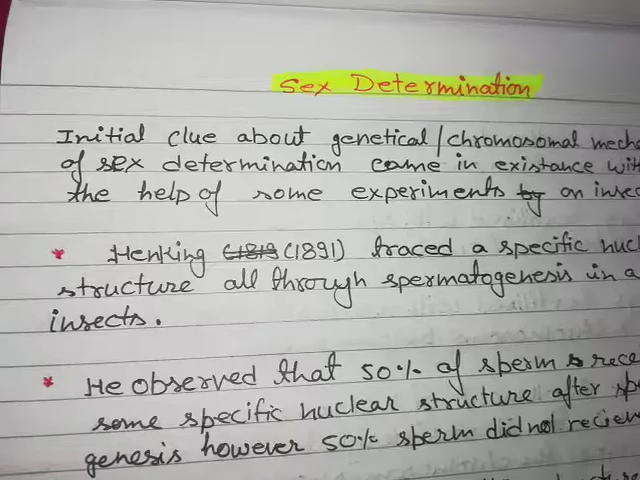 Sex Determination
Initial clue about genetical/chromosomal
of sex determination came in existance
the help of some experiments by on
* Henking (1819 (1891) traced a specific
structure all through spermatogenesis in a
insects.
* He observed that 50% of sperm
some specific nuclear structure after
genesis however 50% sperm did not